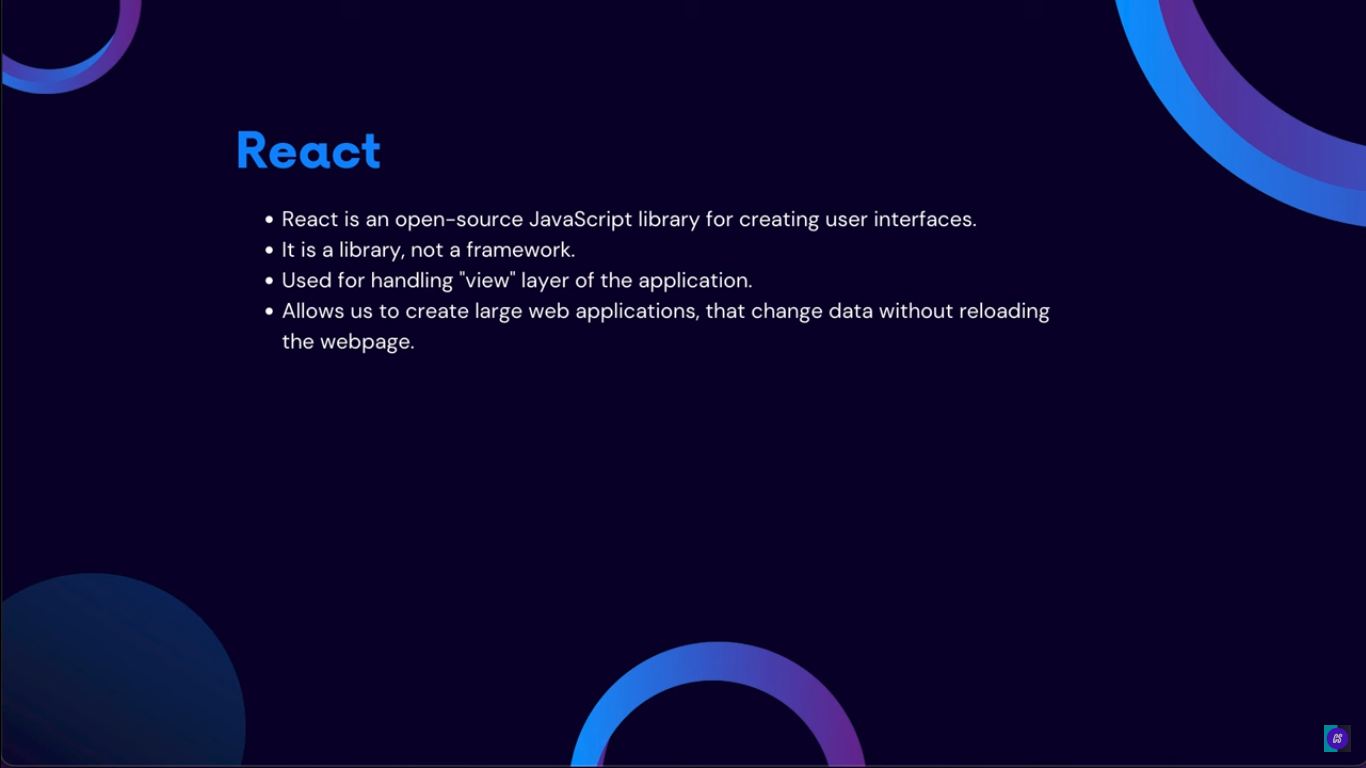 React
• React is an open-source JavaScript library for creating user interfaces.
• It is a library, not a framework.
• Used for handling "view" layer of the application.
• Allows us to create large web applications, that change data without reloading
the webpage.